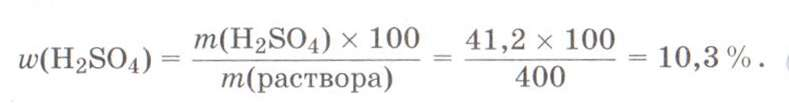 w(H₂SO₄) = m(H₂SO₄) × 100 / m(раствора) = 41,2 × 100 / 400 = 10,3 % .